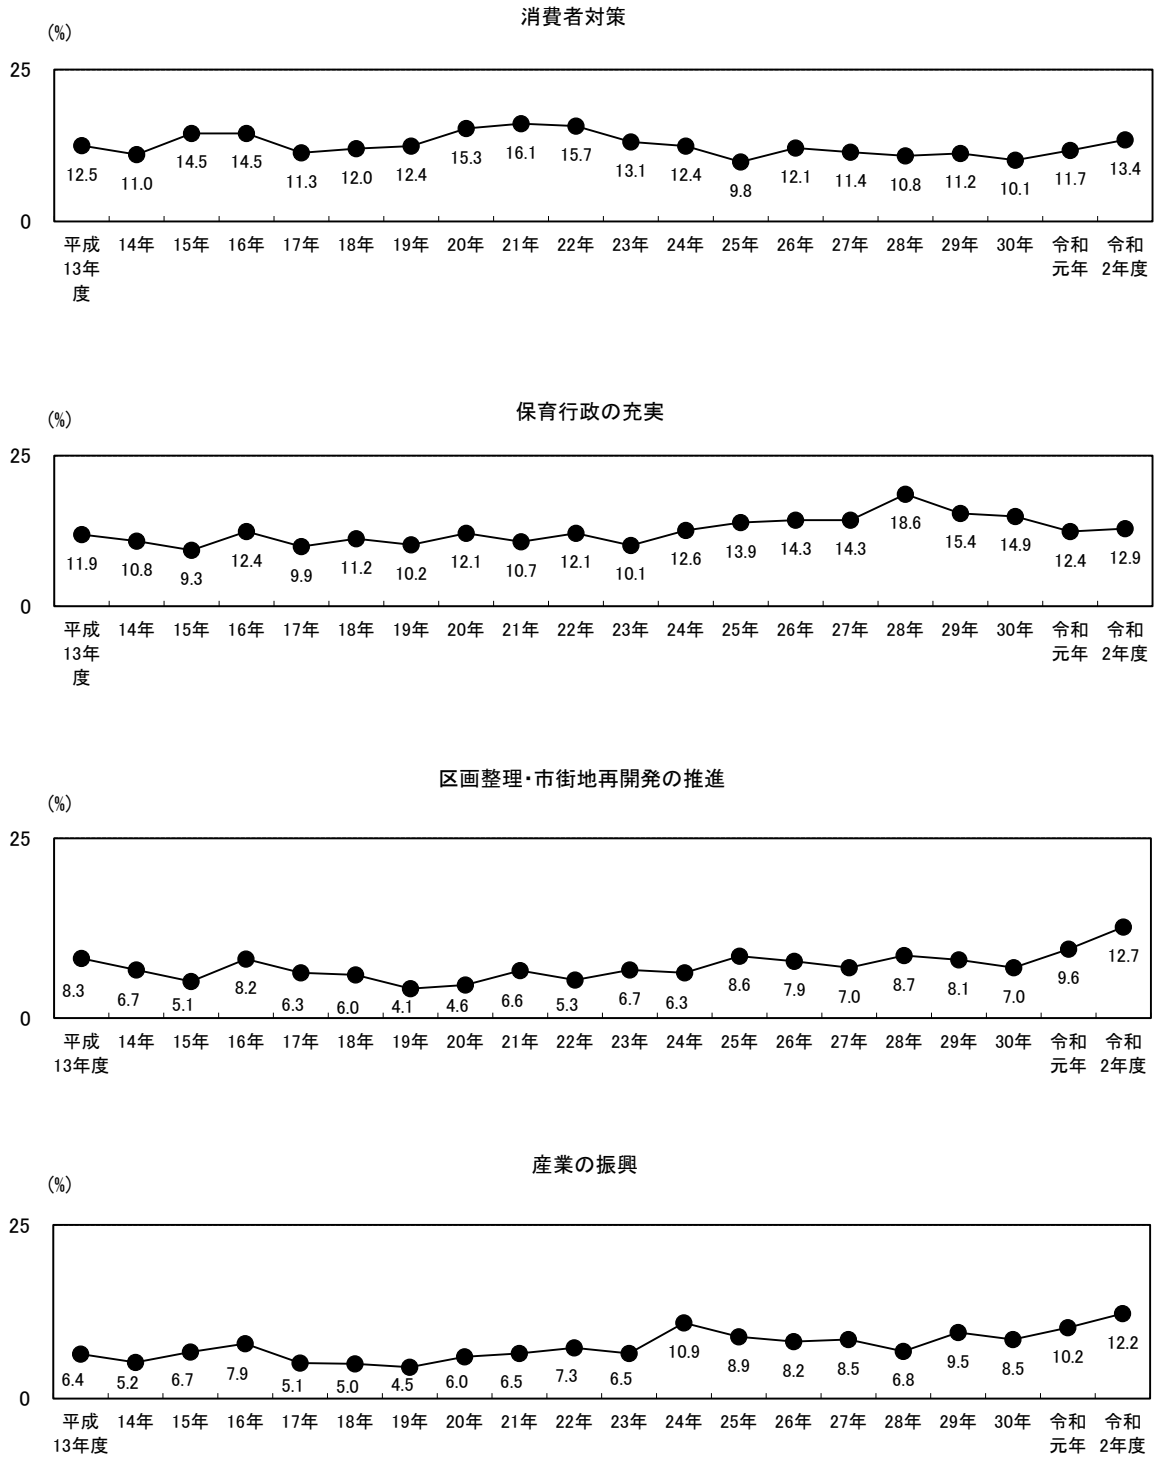 消費者対策
(%)
25
12.5 11.0 14.5 14.5 11.3 12.0 12.4 15.3 16.1 15.7 13.1 12.4 9.8 12.1 11.4 10.8 11.2 10.1 11.7 13.4
0
平成 14年 15年 16年 17年 18年 19年 20年 21年 22年 23年 24年 25年 26年 27年 28年 29年 30年 令和 令和
13年 元年 2年度
度
保育行政の充実
(%)
25
11.9 10.8 9.3 12.4 9.9 11.2 10.2 12.1 10.7 12.1 10.1 12.6 13.9 14.3 14.3 18.6 15.4 14.9 12.4 12.9
0
平成 14年 15年 16年 17年 18年 19年 20年 21年 22年 23年 24年 25年 26年 27年 28年 29年 30年 令和 令和
13年 元年 2年度
度
区画整理・市街地再開発の推進
(%)
25
8.3 6.7 5.1 8.2 6.3 6.0 4.1 4.6 6.6 5.3 6.7 6.3 8.6 7.9 7.0 8.7 8.1 7.0 9.6 12.7
0
平成 14年 15年 16年 17年 18年 19年 20年 21年 22年 23年 24年 25年 26年 27年 28年 29年 30年 令和 令和
13年度 元年 2年度
産業の振興
(%)
25
6.4 5.2 6.7 7.9 5.1 5.0 4.5 6.0 6.5 7.3 6.5 10.9 8.9 8.2 8.5 6.8 9.5 8.5 10.2 12.2
0
平成 14年 15年 16年 17年 18年 19年 20年 21年 22年 23年 24年 25年 26年 27年 28年 29年 30年 令和 令和
13年度 元年 2年度